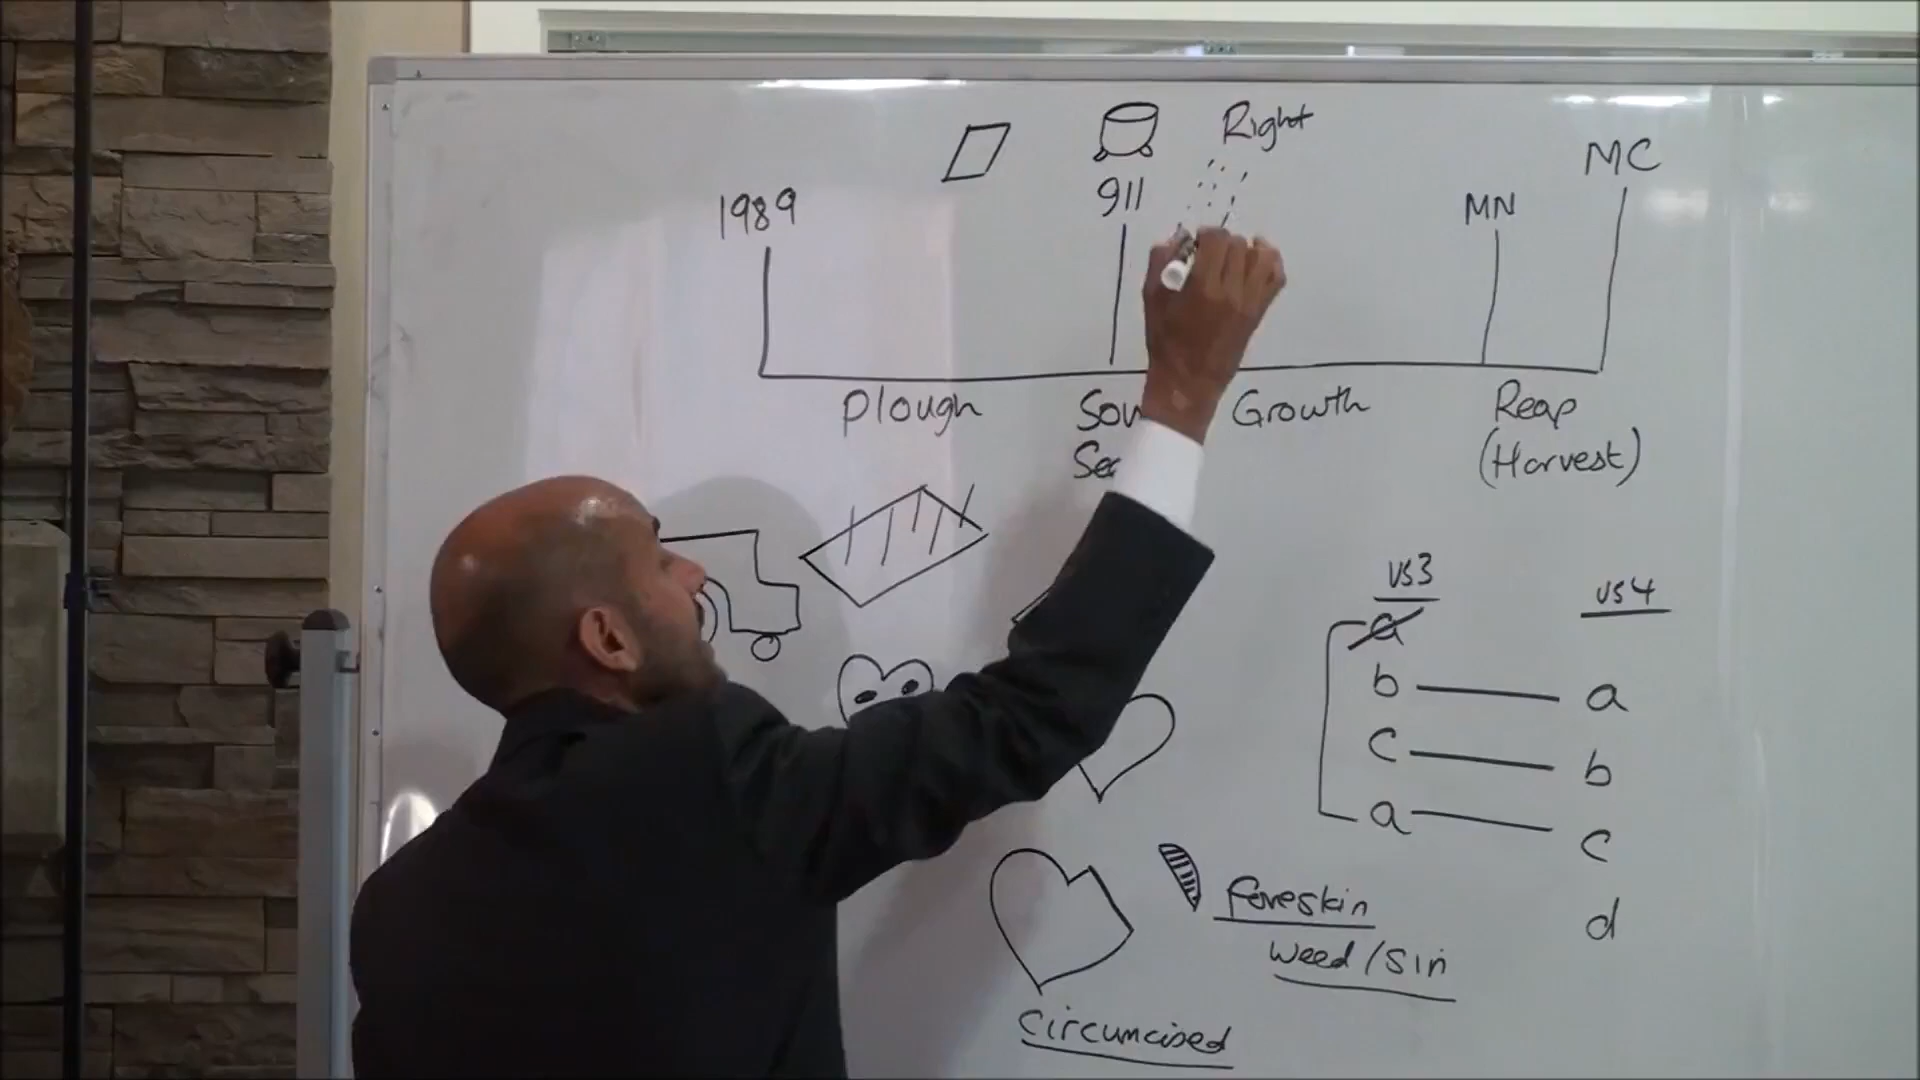 Right
MC
1989
911
MN
Plough
Growth
Reap
(Harvest)
vs3
vs4
a
b
a
c
b
a
c
d
foreskin
weed/sin
circumcised